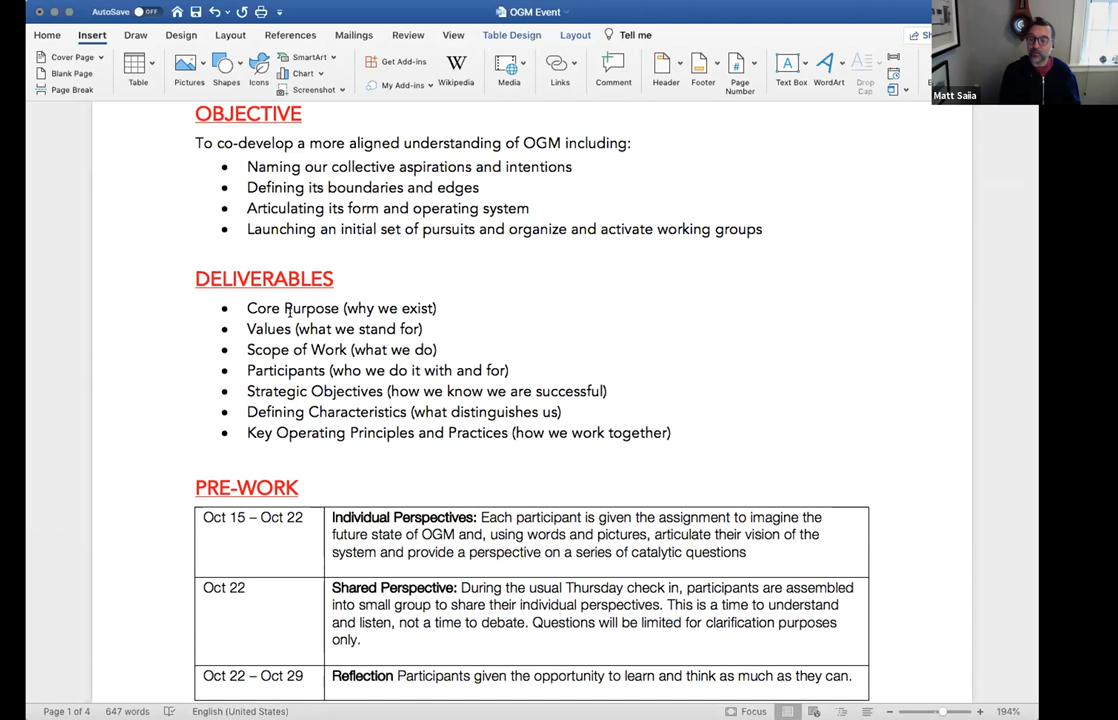 AutoSave OFF
OGM Event
Home Insert Draw Design Layout References Mailings Review View Table Design Layout Tell me
Cover Page
Blank Page
Page Break
Table
Pictures
Shapes
Icons
SmartArt
Chart
Screenshot
Get Add-ins
My Add-ins
W
Wikipedia
Media
Links
Comment
Header
Footer
Page
Number
Text Box
WordArt
Drop
Cap
Matt Saiia
OBJECTIVE
To co-develop a more aligned understanding of OGM including:
• Naming our collective aspirations and intentions
• Defining its boundaries and edges
• Articulating its form and operating system
• Launching an initial set of pursuits and organize and activate working groups
DELIVERABLES
• Core Purpose (why we exist)
• Values (what we stand for)
• Scope of Work (what we do)
• Participants (who we do it with and for)
• Strategic Objectives (how we know we are successful)
• Defining Characteristics (what distinguishes us)
• Key Operating Principles and Practices (how we work together)
PRE-WORK
Oct 15 – Oct 22
Individual Perspectives: Each participant is given the assignment to imagine the
future state of OGM and, using words and pictures, articulate their vision of the
system and provide a perspective on a series of catalytic questions
Oct 22
Shared Perspective: During the usual Thursday check in, participants are assembled
into small group to share their individual perspectives. This is a time to understand
and listen, not a time to debate. Questions will be limited for clarification purposes
only.
Oct 22 – Oct 29
Reflection Participants given the opportunity to learn and think as much as they can.
Page 1 of 4 647 words English (United States) Focus 194%